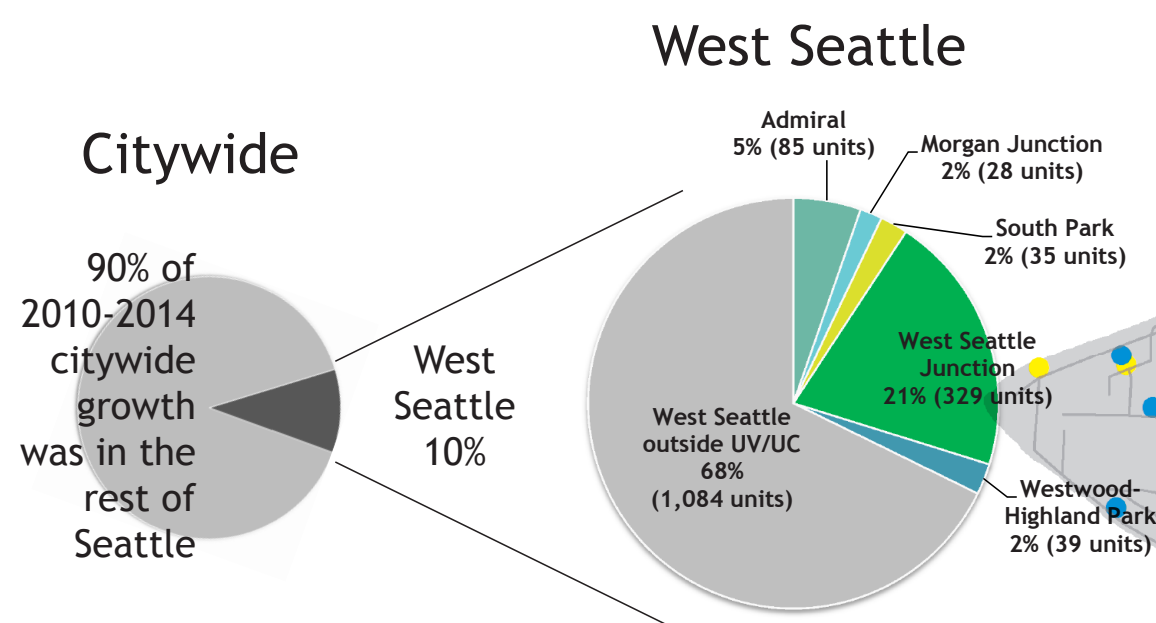 West Seattle
Citywide
90% of
2010-2014
citywide
growth
was in the
rest of
Seattle
West
Seattle
10%
Admiral
5% (85 units)
Morgan Junction
2% (28 units)
South Park
2% (35 units)
West Seattle
Junction
21% (329 units)
West Seattle
outside UV/UC
68%
(1,084 units)
Westwood-
Highland Park
2% (39 units)